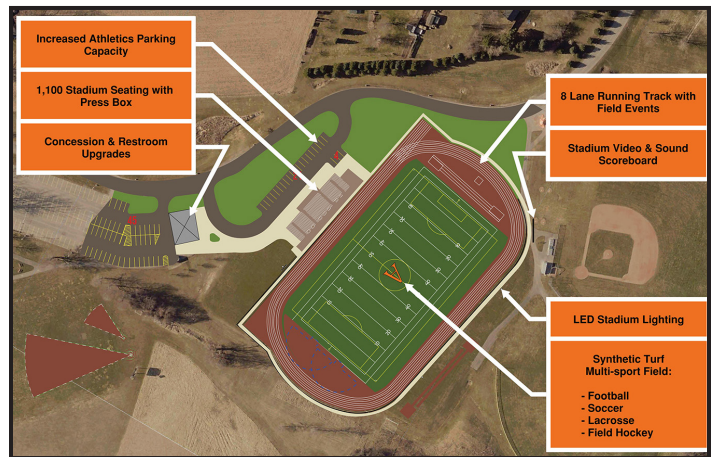 Increased Athletics Parking
Capacity
1,100 Stadium Seating with
Press Box
Concession & Restroom
Upgrades
8 Lane Running Track with
Field Events
Stadium Video & Sound
Scoreboard
LED Stadium Lighting
Synthetic Turf
Multi-sport Field:
- Football
- Soccer
- Lacrosse
- Field Hockey